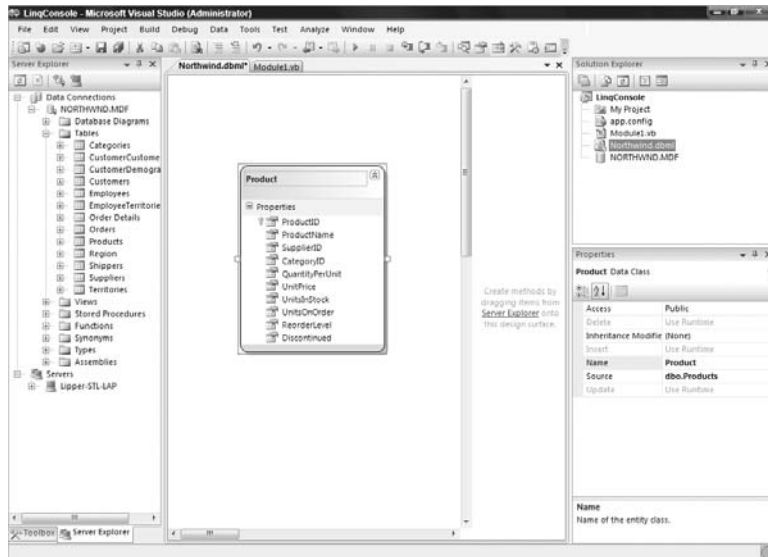 LinqConsole - Microsoft Visual Studio (Administrator)
File Edit View Project Build Debug Data Tools Test Analyze Window Help
Server Explorer
Data Connections
NORTHWND.MDF
Database Diagrams
Tables
Categories
CustomerCustome
CustomerDemogra
Customers
Employees
EmployeeTerritorie
Order Details
Orders
Products
Region
Shippers
Suppliers
Territories
Views
Stored Procedures
Functions
Synonyms
Types
Assemblies
Servers
Lipper-STL-LAP
Toolbox Server Explorer
Northwind.dbml* Module1.vb
Product
Properties
ProductID
ProductName
SupplierID
CategoryID
QuantityPerUnit
UnitPrice
UnitsInStock
UnitsOnOrder
ReorderLevel
Discontinued
Create methods by
dragging items from
Server Explorer onto
this design surface.
Solution Explorer
LinqConsole
My Project
app.config
Module1.vb
Northwind.dbml
NORTHWND.MDF
Properties
Product Data Class
Access Public
Delete Use Runtime
Inheritance Modifie (None)
Insert Use Runtime
Name Product
Source dbo.Products
Update Use Runtime
Name
Name of the entity class.